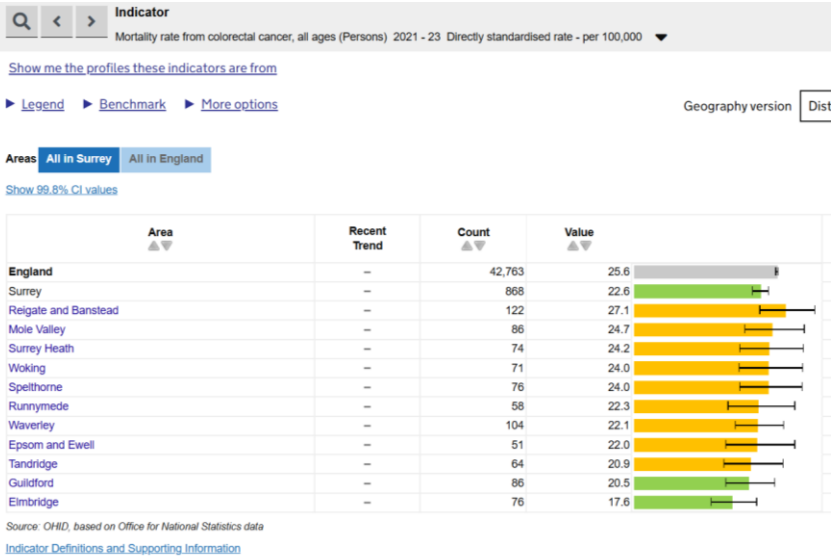 Indicator
Mortality rate from colorectal cancer, all ages (Persons) 2021 - 23 Directly standardised rate - per 100,000
Show me the profiles these indicators are from
Legend Benchmark More options Geography version Dist
Areas All in Surrey All in England
Show 99.8% CI values
Area Recent Trend Count Value
England – 42,763 25.6
Surrey – 868 22.6
Reigate and Banstead – 122 27.1
Mole Valley – 86 24.7
Surrey Heath – 74 24.2
Woking – 71 24.0
Spelthorne – 76 24.0
Runnymede – 58 22.3
Waverley – 104 22.1
Epsom and Ewell – 51 22.0
Tandridge – 64 20.9
Guildford – 86 20.5
Elmbridge – 76 17.6
Source: OHID, based on Office for National Statistics data
Indicator Definitions and Supporting Information